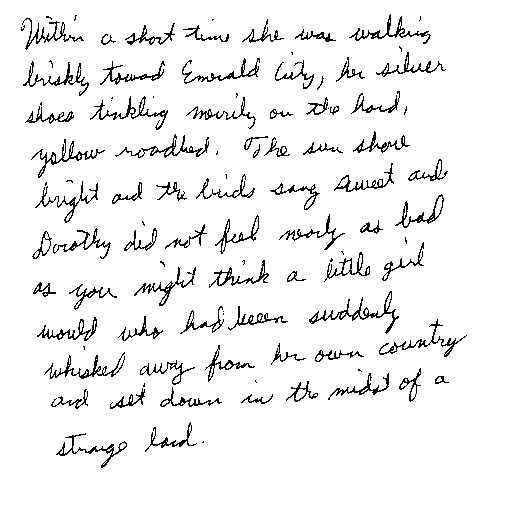 Within a short time she was walking
briskly toward Emerald City, her silver
shoes tinkling merrily on the hard,
yellow roadbed. The sun shone
bright and the birds sang sweet and
Dorothy did not feel nearly as bad
as you might think a little girl
would who had been suddenly
whisked away from her own country
and set down in the midst of a
strange land.